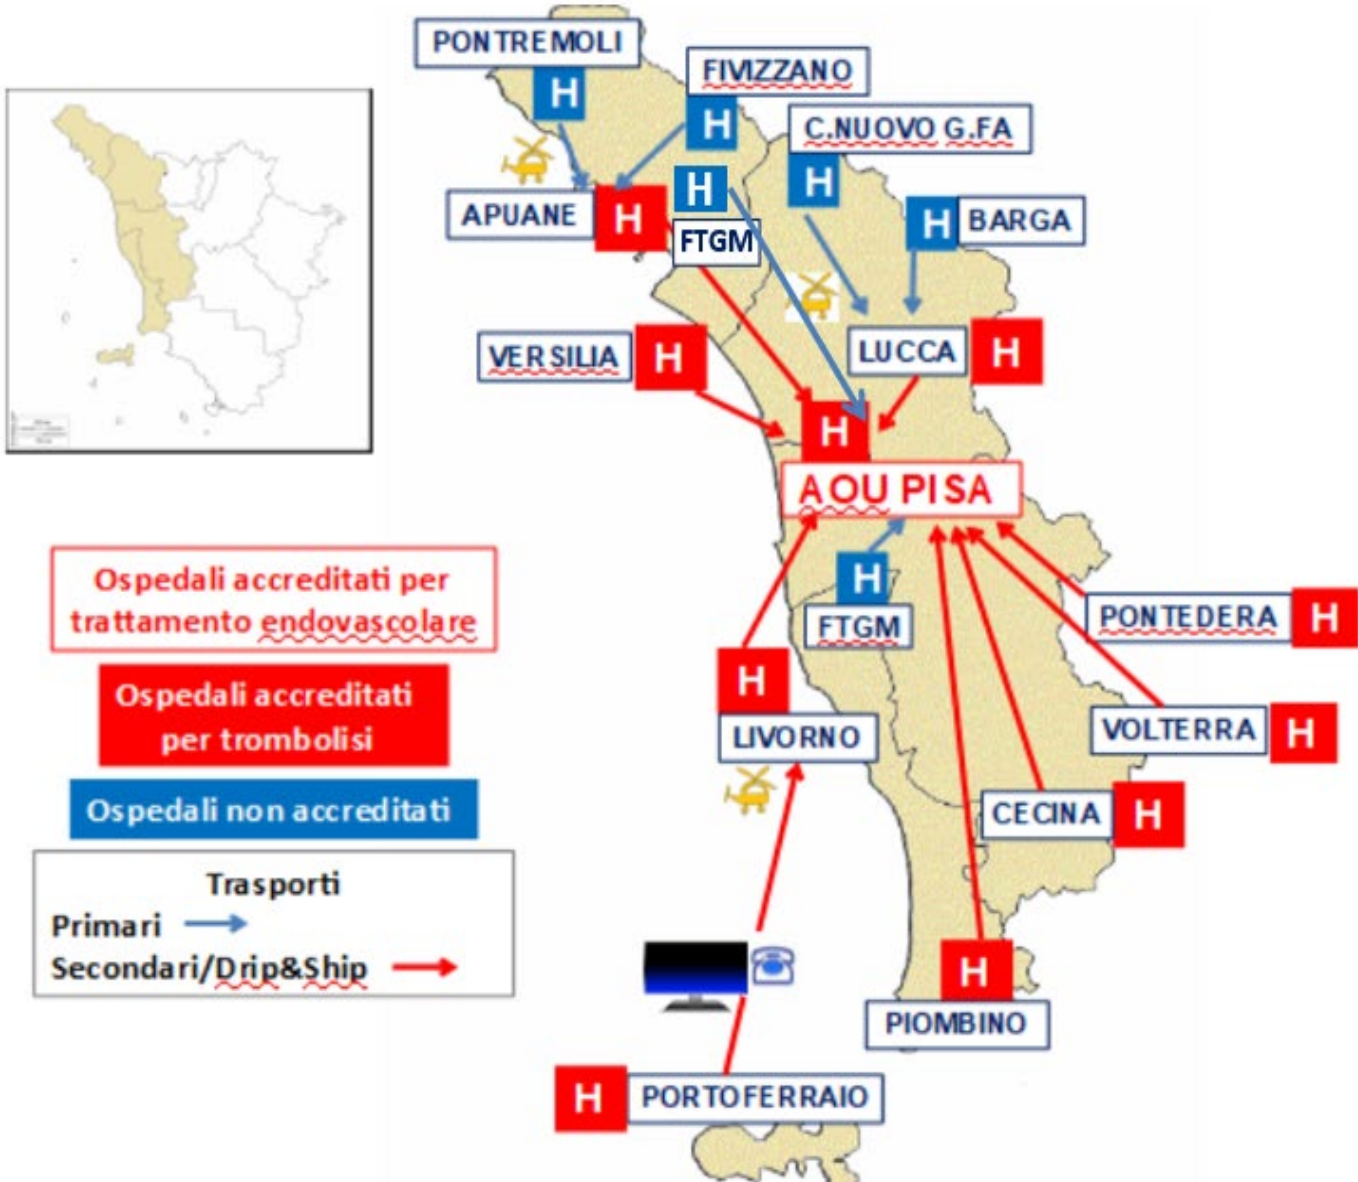 PONTREMOLI
H
FIVIZZANO
H
C.NUOVO G.FA
H
H BARGA
APUANE H
H
FTGM
VERSILIA H
LUCCA H
H
AOU PISA
H
FTGM
PONTEDERA H
H
LIVORNO
VOLTERRA H
CECINA H
H
PIOMBINO
H PORTOFERRAIO
Ospedali accreditati per
trattamento endovascolare
Ospedali accreditati
per trombolisi
Ospedali non accreditati
Trasporti
Primari
Secondari/Drip&Ship